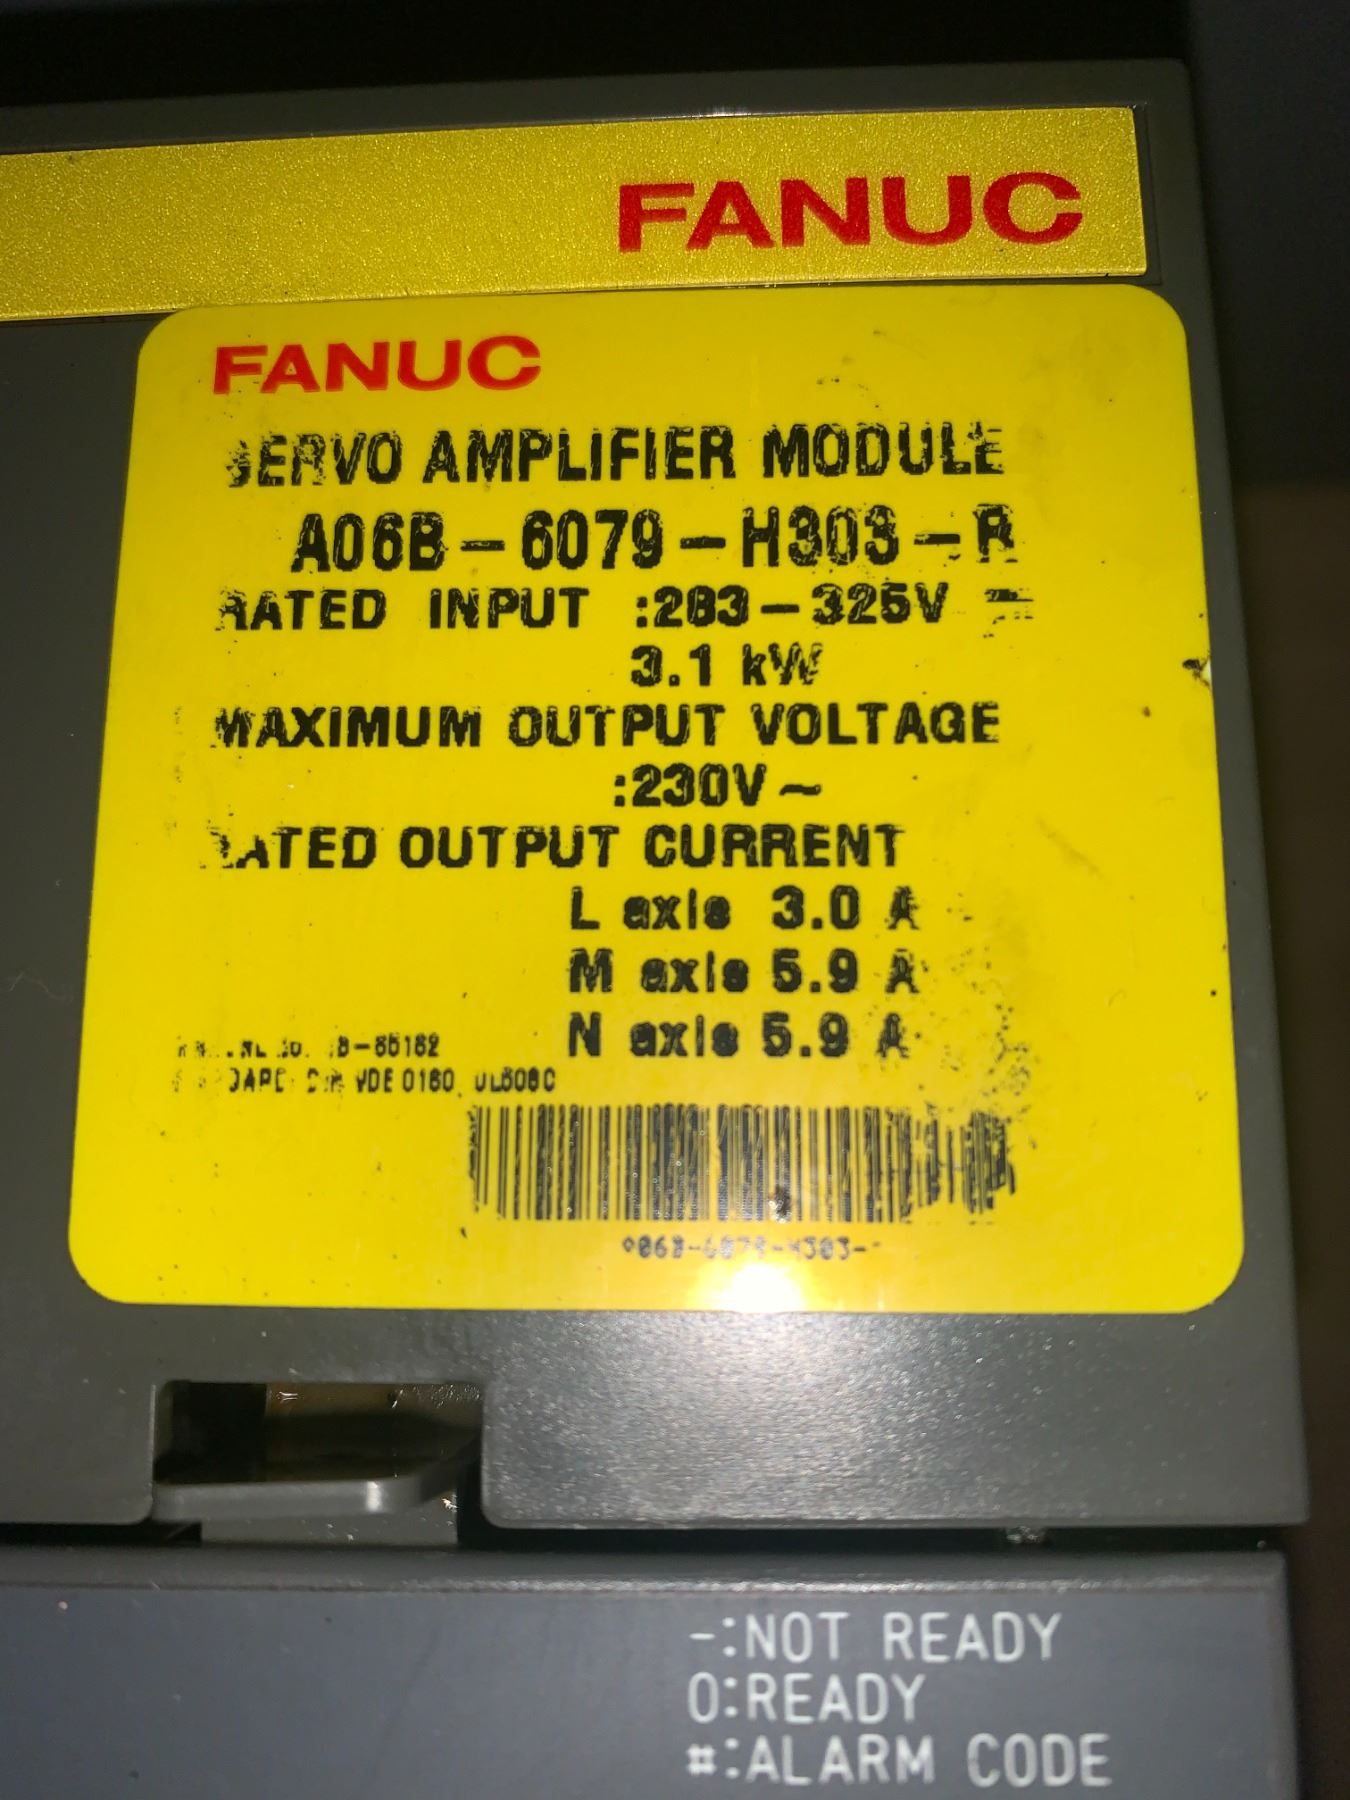 FANUC
FANUC
SERVO AMPLIFIER MODULE
A06B-6079-H303-R
RATED INPUT :283-325V ⎓
3.1 kW
MAXIMUM OUTPUT VOLTAGE
:230V~
RATED OUTPUT CURRENT
L axis 3.0 A
M axis 5.9 A
N axis 5.9 A
B-65162
VDE 0160, UL508C
-:NOT READY
0:READY
#:ALARM CODE